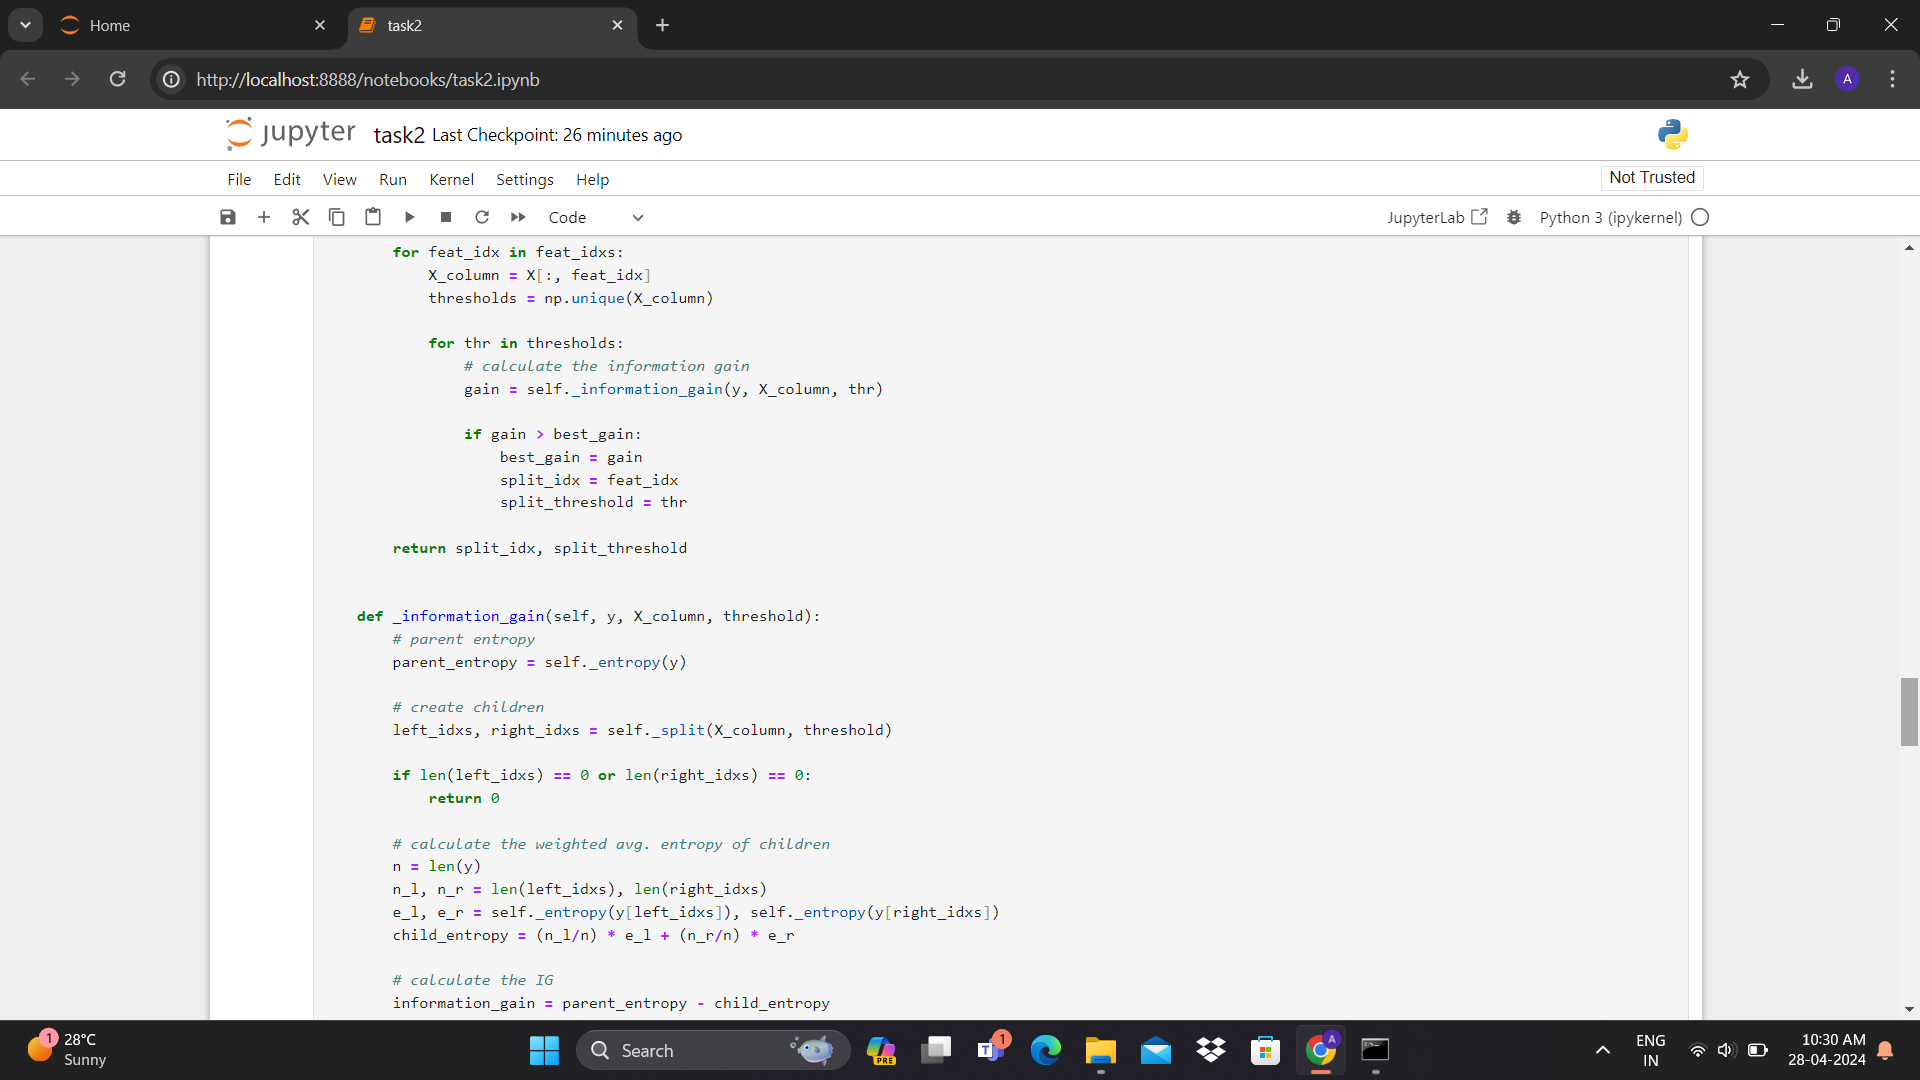 Home
task2
http://localhost:8888/notebooks/task2.ipynb
A
jupyter task2 Last Checkpoint: 26 minutes ago
File Edit View Run Kernel Settings Help
Not Trusted
Code
JupyterLab
Python 3 (ipykernel)
for feat_idx in feat_idxs:
X_column = X[:, feat_idx]
thresholds = np.unique(X_column)
for thr in thresholds:
# calculate the information gain
gain = self._information_gain(y, X_column, thr)
if gain > best_gain:
best_gain = gain
split_idx = feat_idx
split_threshold = thr
return split_idx, split_threshold
def _information_gain(self, y, X_column, threshold):
# parent entropy
parent_entropy = self._entropy(y)
# create children
left_idxs, right_idxs = self._split(X_column, threshold)
if len(left_idxs) == 0 or len(right_idxs) == 0:
return 0
# calculate the weighted avg. entropy of children
n = len(y)
n_l, n_r = len(left_idxs), len(right_idxs)
e_l, e_r = self._entropy(y[left_idxs]), self._entropy(y[right_idxs])
child_entropy = (n_l/n) * e_l + (n_r/n) * e_r
# calculate the IG
information_gain = parent_entropy - child_entropy
1
28°C
Sunny
Search
PRE
T
1
A
ENG
IN
10:30 AM
28-04-2024